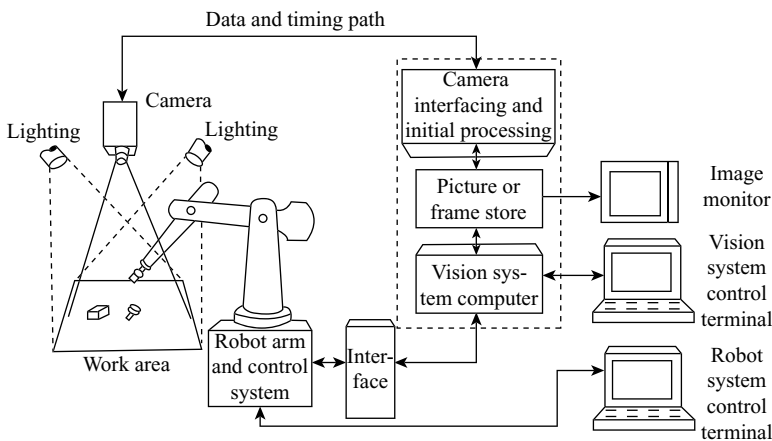 Data and timing path
Camera
Lighting
Lighting
Camera
interfacing and
initial processing
Picture or
frame store
Image
monitor
Vision sys-
tem computer
Vision
system
control
terminal
Work area
Robot arm
and control
system
Inter-
face
Robot
system
control
terminal